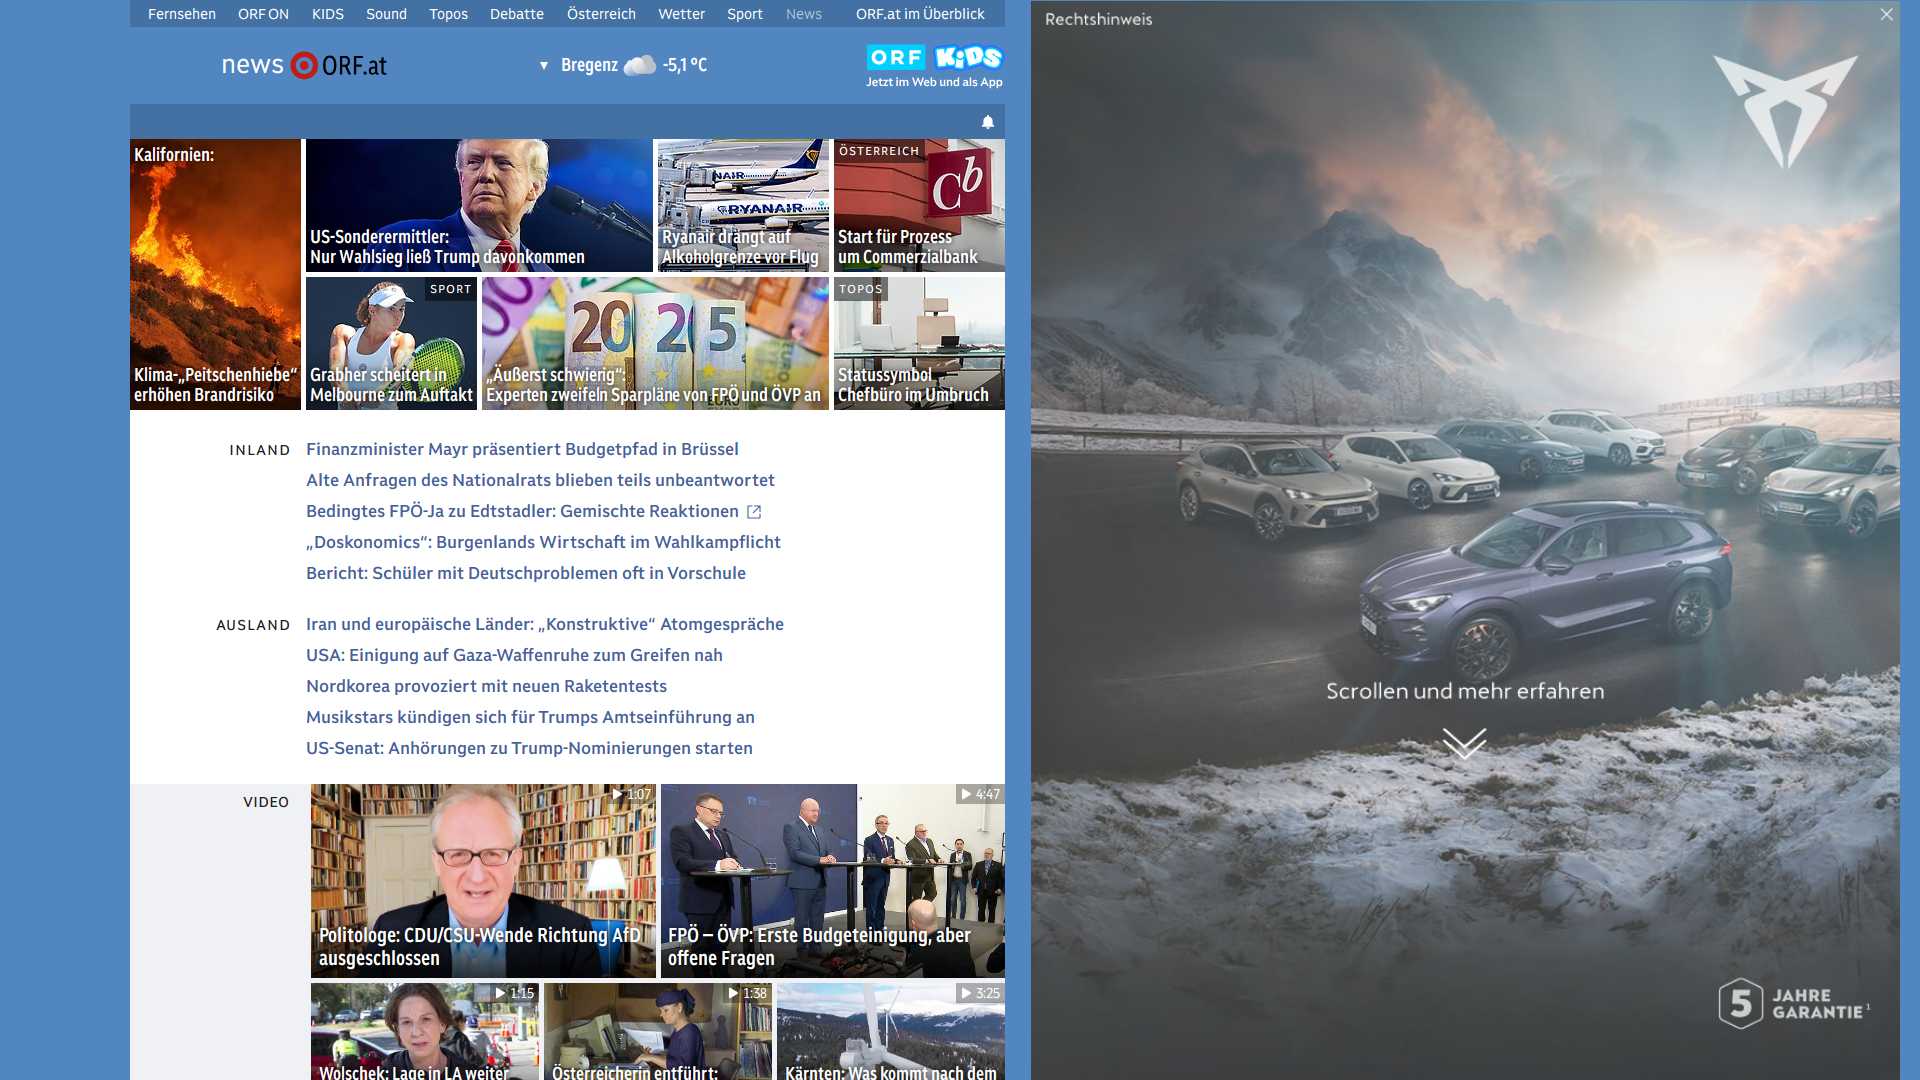 Fernsehen ORF ON KIDS Sound Topos Debatte Österreich Wetter Sport News ORF.at im Überblick
news ORF.at
Bregenz -5,1 °C
ORF KiDS
Jetzt im Web und als App
Kalifornien:
Klima-„Peitschenhiebe“
erhöhen Brandrisiko
US-Sonderermittler:
Nur Wahlsieg ließ Trump davonkommen
NAIR
RYANAIR
Ryanair drängt auf
Alkoholgrenze vor Flug
ÖSTERREICH
Cb
Start für Prozess
um Commerzialbank
SPORT
Grabher scheitert in
Melbourne zum Auftakt
2025
EURO
„Äußerst schwierig“:
Experten zweifeln Sparpläne von FPÖ und ÖVP an
TOPOS
Statussymbol
Chefbüro im Umbruch
INLAND
Finanzminister Mayr präsentiert Budgetpfad in Brüssel
Alte Anfragen des Nationalrats blieben teils unbeantwortet
Bedingtes FPÖ-Ja zu Edtstadler: Gemischte Reaktionen
„Doskonomics“: Burgenlands Wirtschaft im Wahlkampflicht
Bericht: Schüler mit Deutschproblemen oft in Vorschule
AUSLAND
Iran und europäische Länder: „Konstruktive“ Atomgespräche
USA: Einigung auf Gaza-Waffenruhe zum Greifen nah
Nordkorea provoziert mit neuen Raketentests
Musikstars kündigen sich für Trumps Amtseinführung an
US-Senat: Anhörungen zu Trump-Nominierungen starten
VIDEO
1:07
Politologe: CDU/CSU-Wende Richtung AfD
ausgeschlossen
4:47
FPÖ – ÖVP: Erste Budgeteinigung, aber
offene Fragen
1:15
Wolschek: Lage in LA weiter
1:38
Österreicherin entführt:
3:25
Kärnten: Was kommt nach dem
Rechtshinweis
Scrollen und mehr erfahren
5 JAHRE
GARANTIE¹